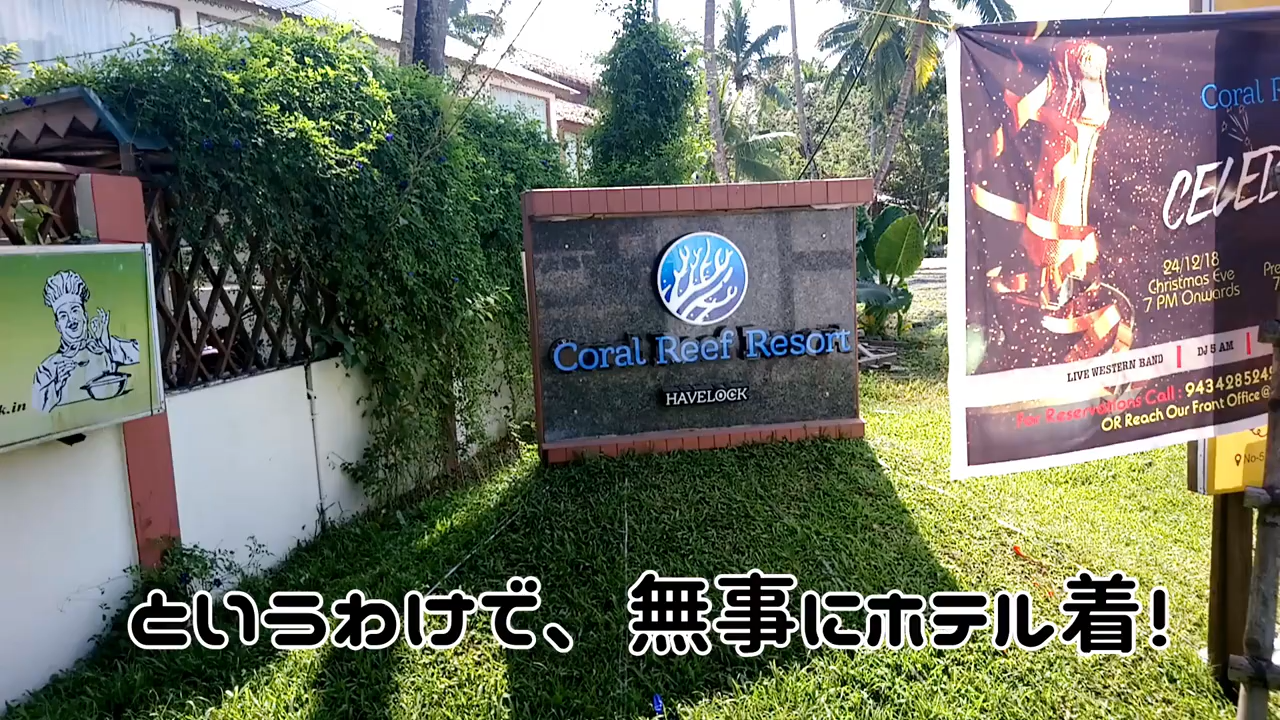 k.in
Coral Reef Resort
HAVELOCK
Coral
24/12/18
Christmas Eve
7 PM Onwards
LIVE WESTERN BAND
DJ 5 AM
For Reservations Call :
OR Reach Our Front Office@
No-5
というわけで、無事にホテル着!